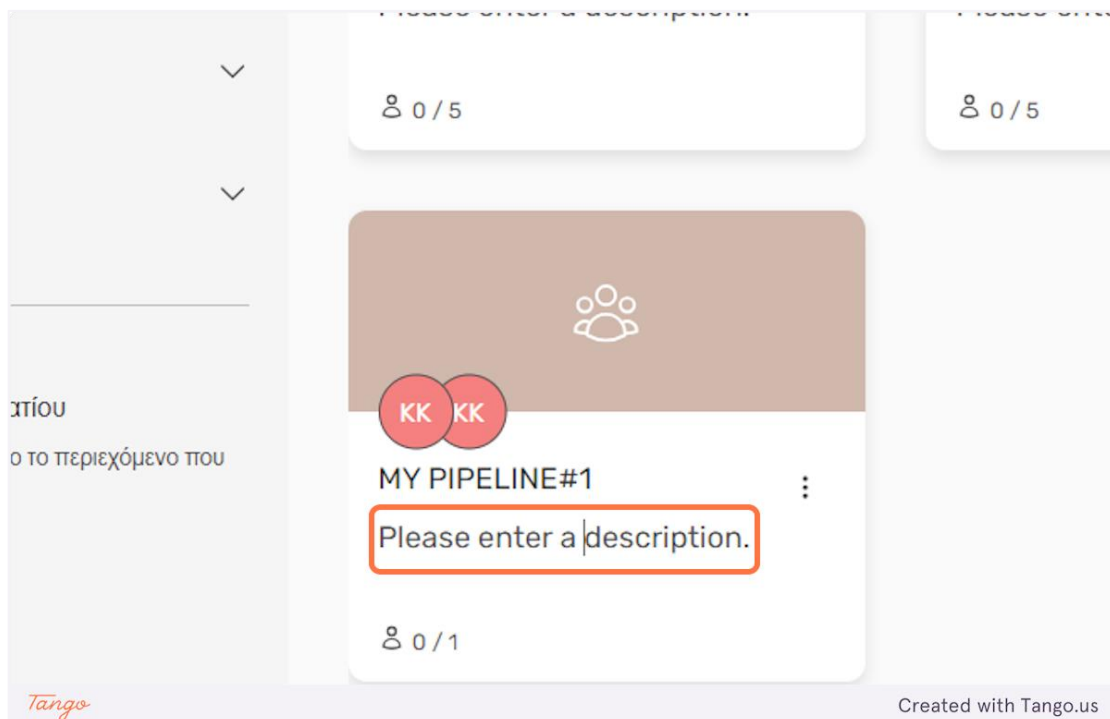 Please enter a description.
0 / 5
0 / 5
ατίου
ο το περιεχόμενο που
KK KK
MY PIPELINE#1
Please enter a description.
0 / 1
Tango
Created with Tango.us